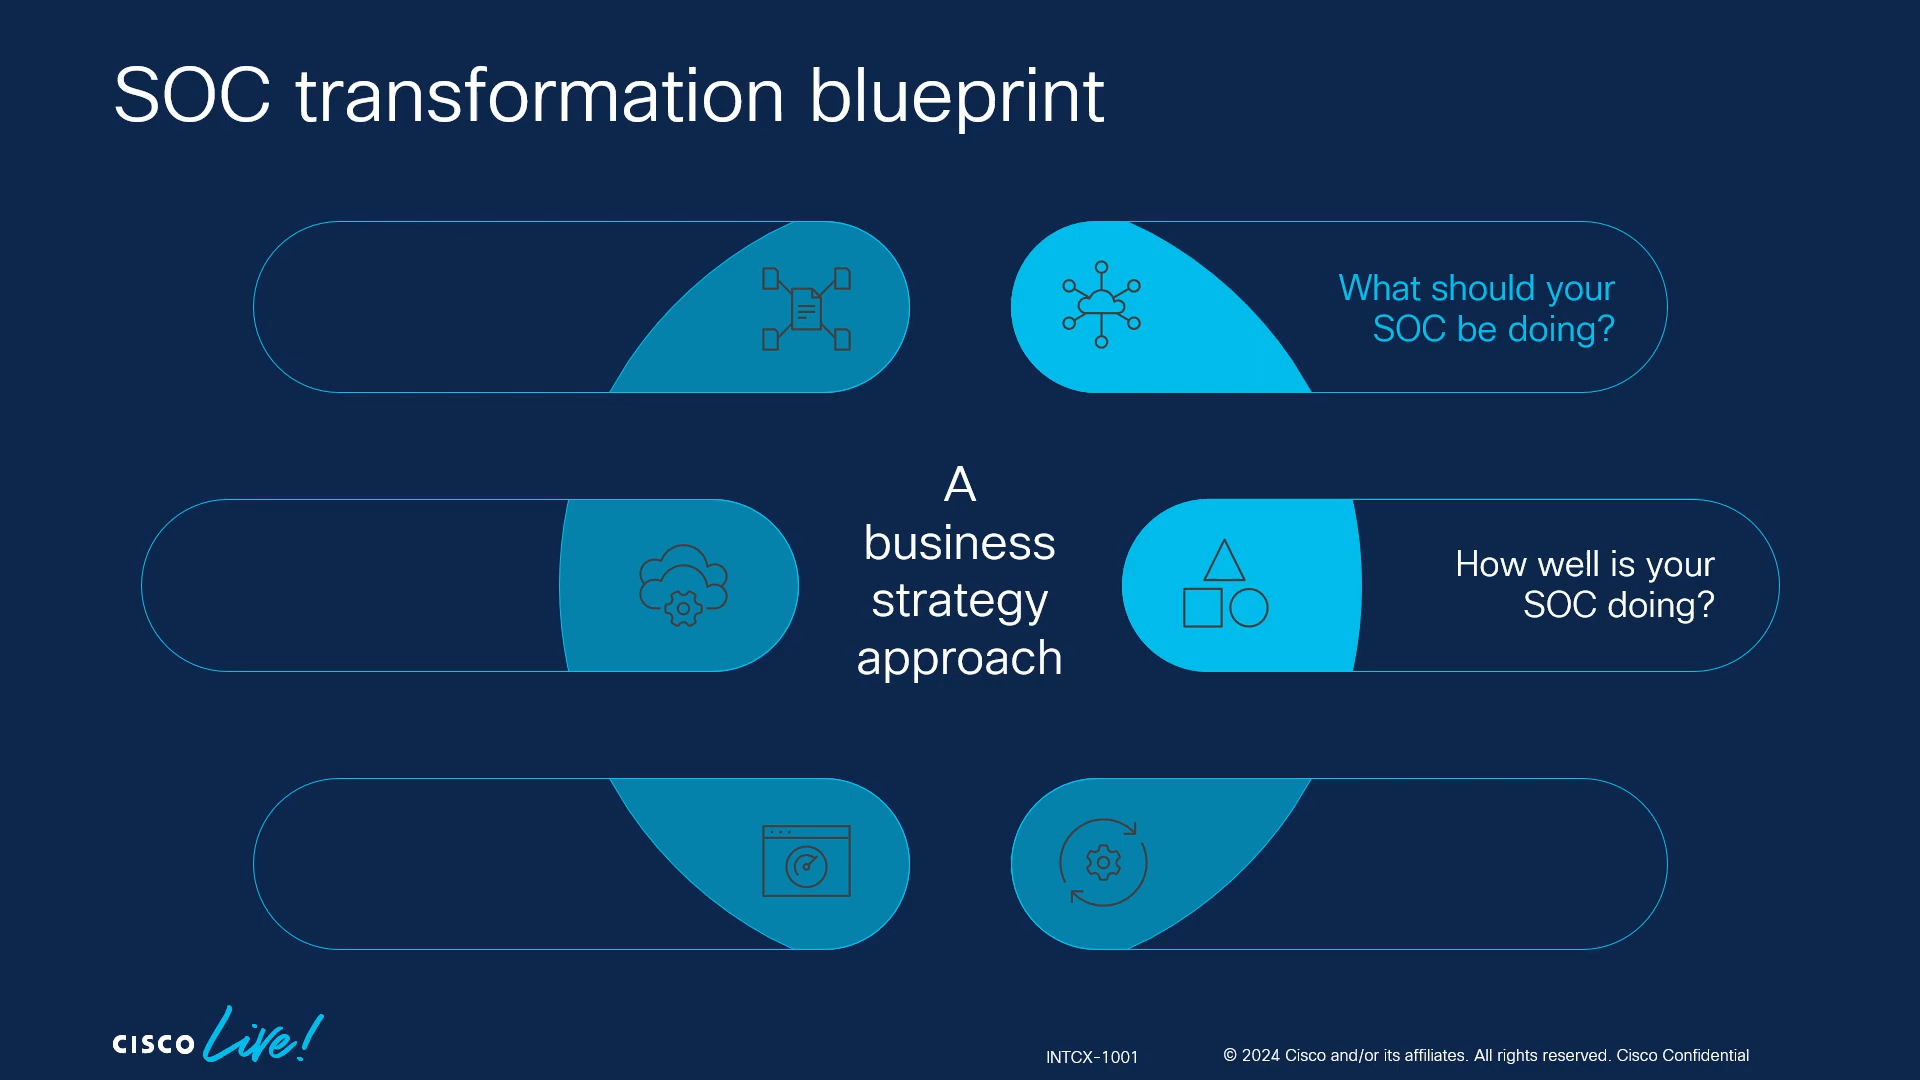 SOC transformation blueprint
What should your
SOC be doing?
A
business
strategy
approach
How well is your
SOC doing?
CISCO Live!
INTCX-1001
© 2024 Cisco and/or its affiliates. All rights reserved. Cisco Confidential